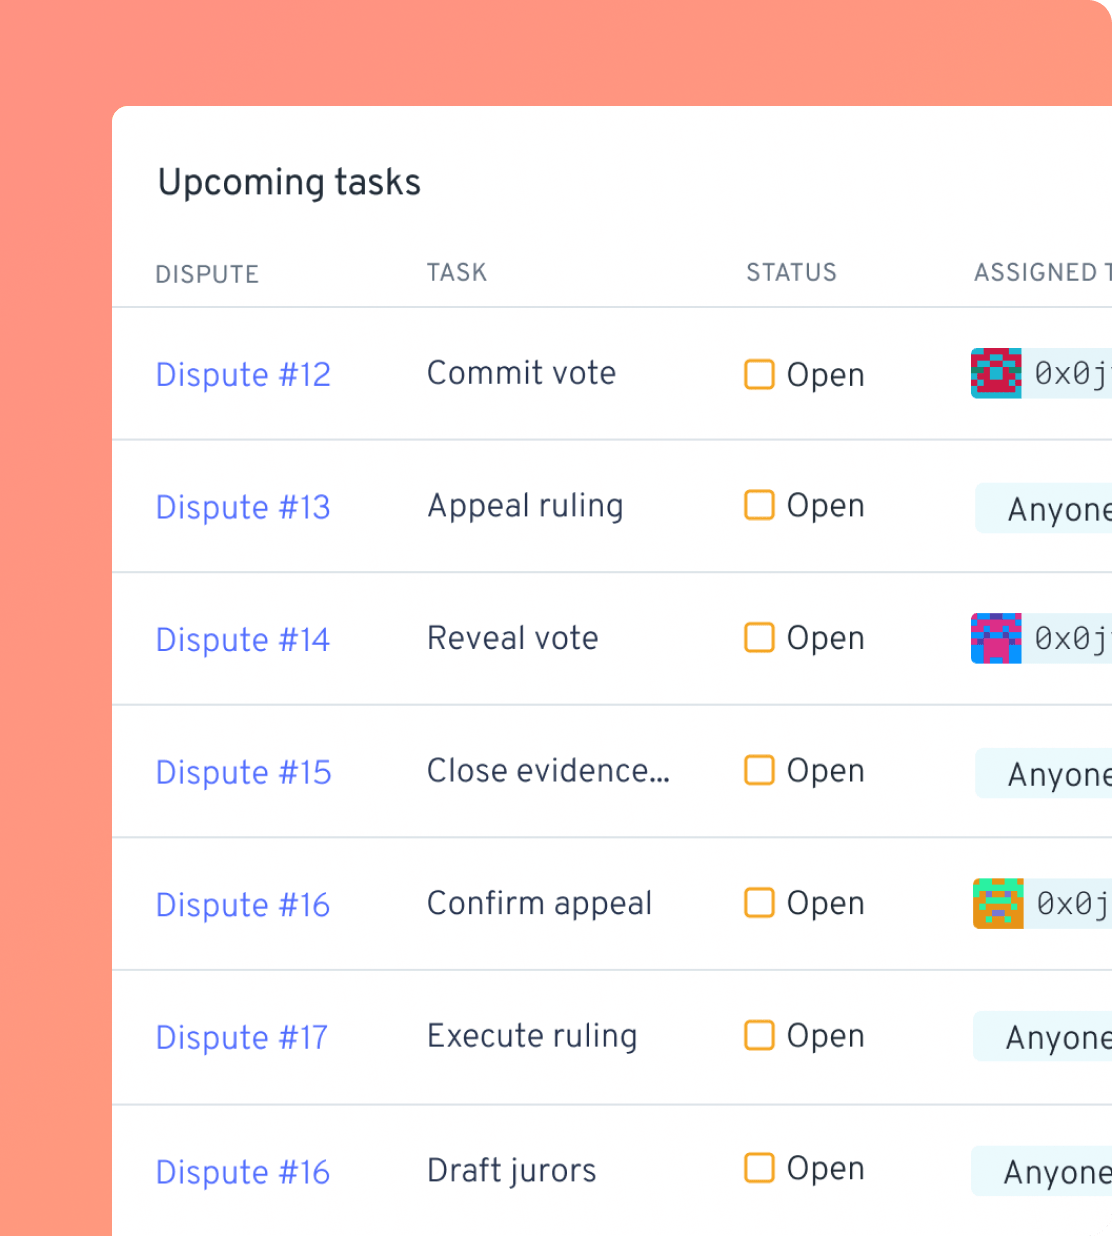 Upcoming tasks
DISPUTE TASK STATUS ASSIGNED
Dispute #12 Commit vote Open 0x0j
Dispute #13 Appeal ruling Open Anyone
Dispute #14 Reveal vote Open 0x0j
Dispute #15 Close evidence... Open Anyone
Dispute #16 Confirm appeal Open 0x0j
Dispute #17 Execute ruling Open Anyone
Dispute #16 Draft jurors Open Anyone